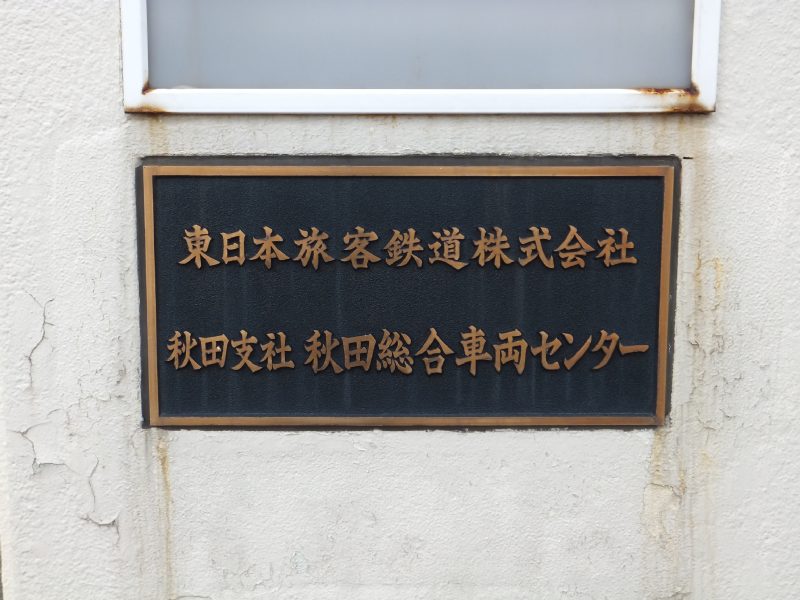 東日本旅客鉄道株式会社
秋田支社 秋田総合車両センター